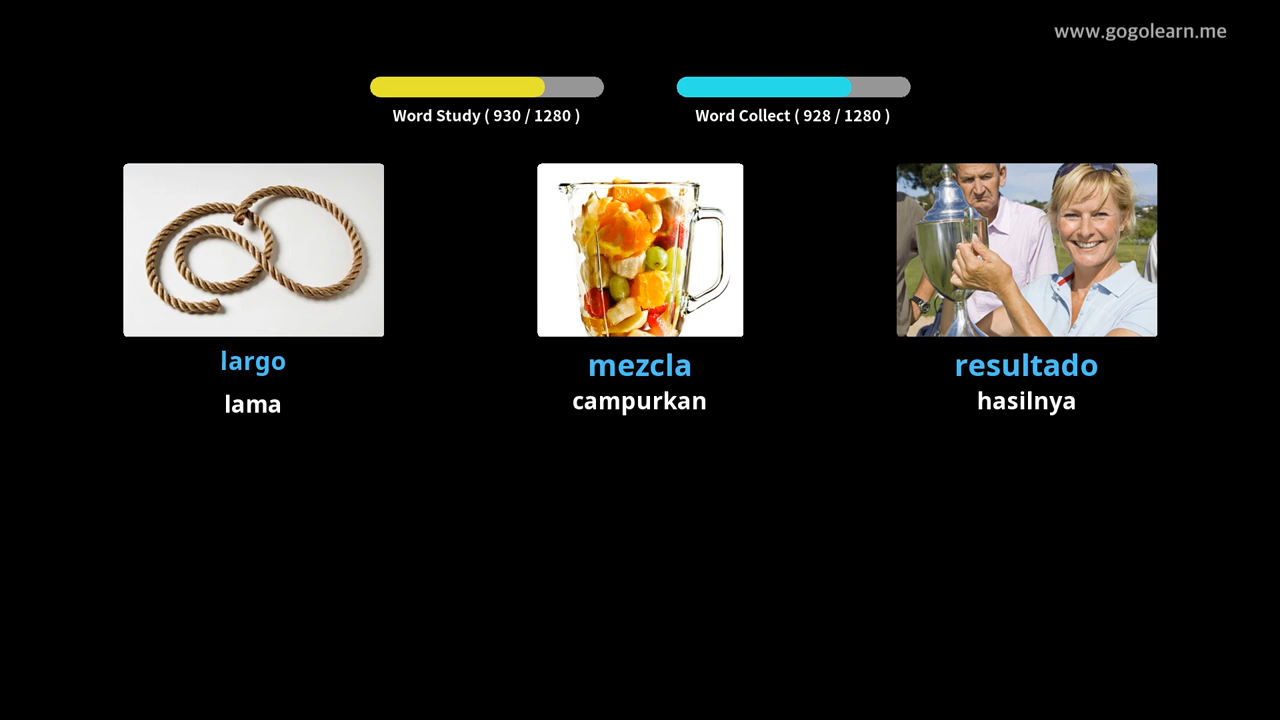 www.gogolearn.me
Word Study ( 930 / 1280 )
Word Collect ( 928 / 1280 )
largo
lama
mezcla
campurkan
resultado
hasilnya